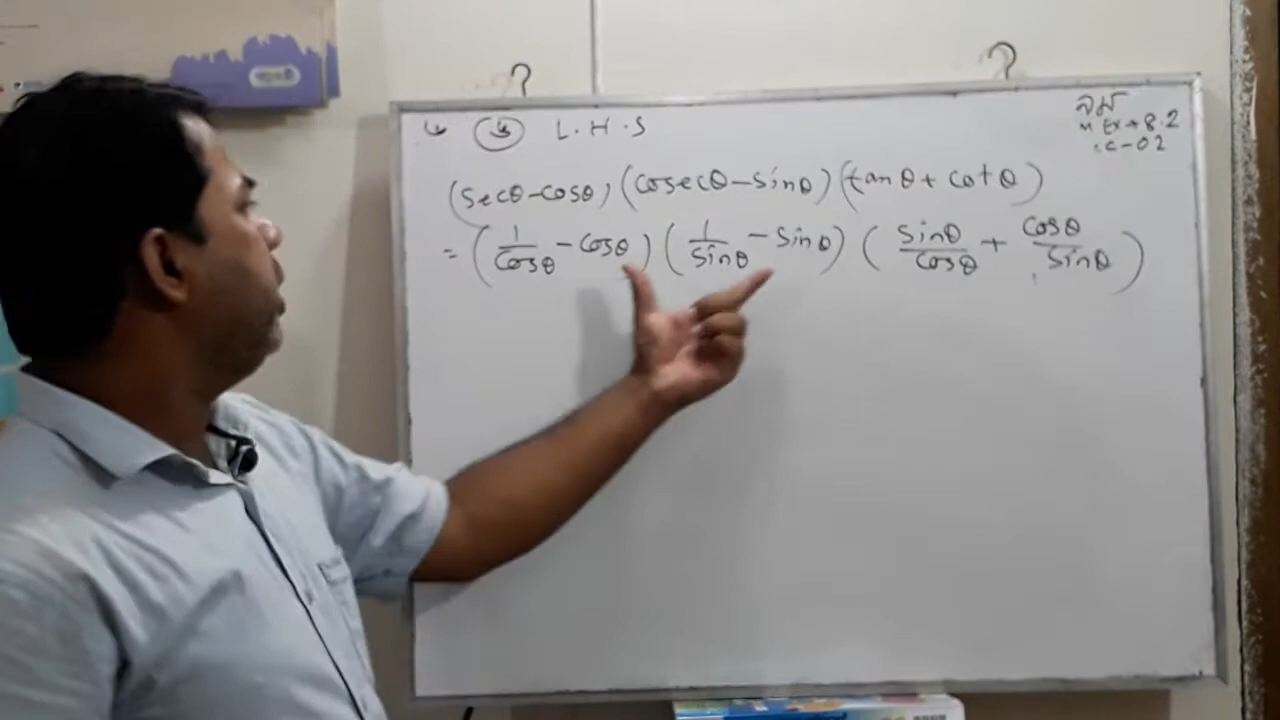 L.H.S
(secθ-cosθ)(cosecθ-sinθ)(tanθ+cotθ)
=(1/cosθ -cosθ)(1/sinθ -sinθ)(sinθ/cosθ + cosθ/sinθ)
Ex→8.2
:c-02